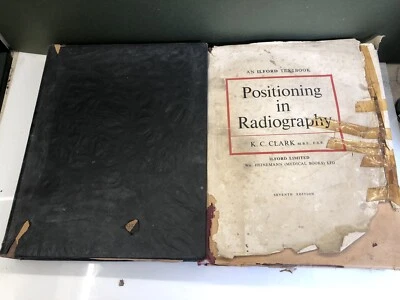 AN ILFORD TEXTBOOK
Positioning
in
Radiography
K. C. CLARK M.B.E., F.S.R.
ILFORD LIMITED
WM. HEINEMANN (MEDICAL BOOKS) LTD
SEVENTH EDITION